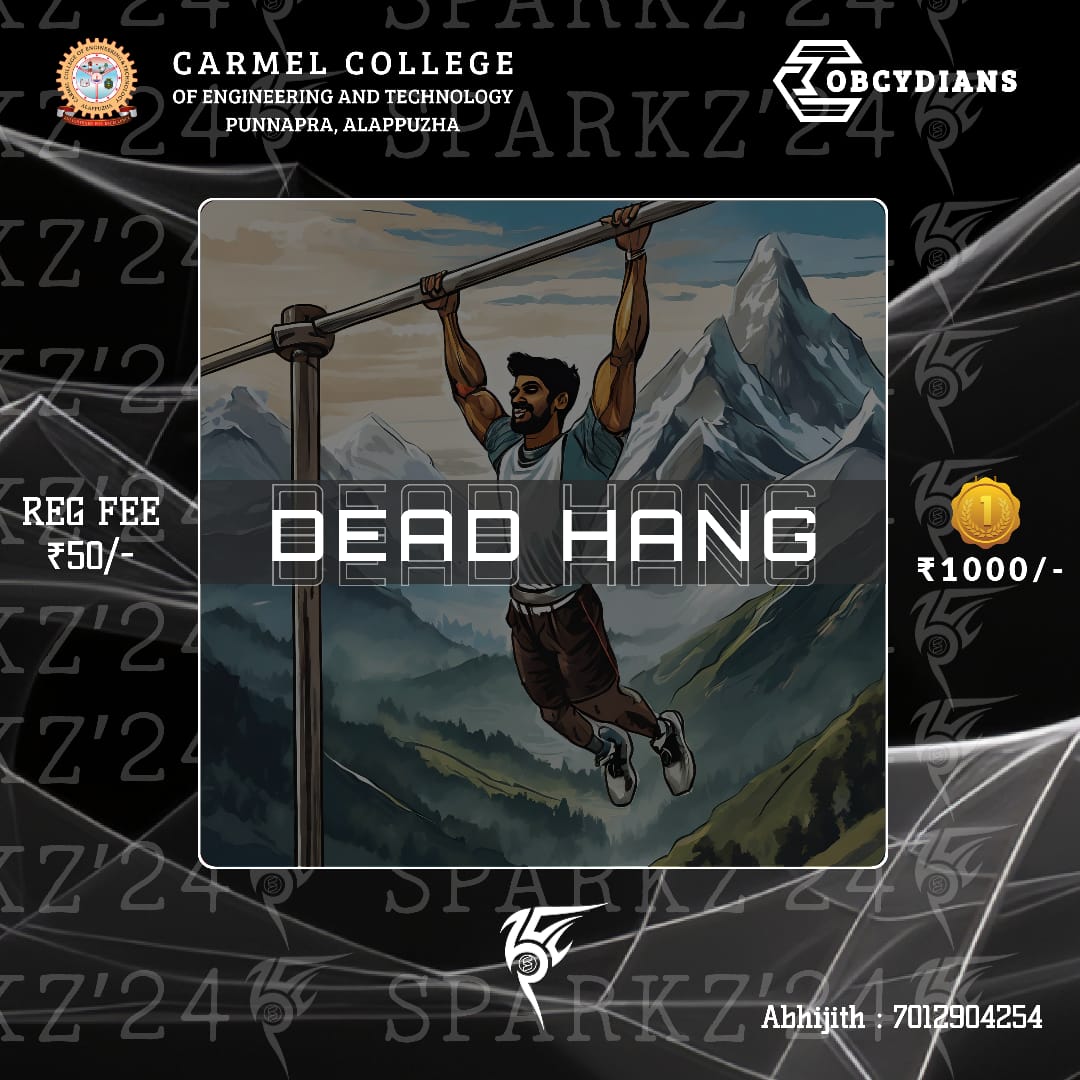 CARMEL COLLEGE
OF ENGINEERING AND TECHNOLOGY
PUNNAPRA, ALAPPUZHA
OBCYDIANS
REG FEE
₹50/-
DEAD HANG
1
₹1000/-
SPARKZ'24
Abhijith : 7012904254